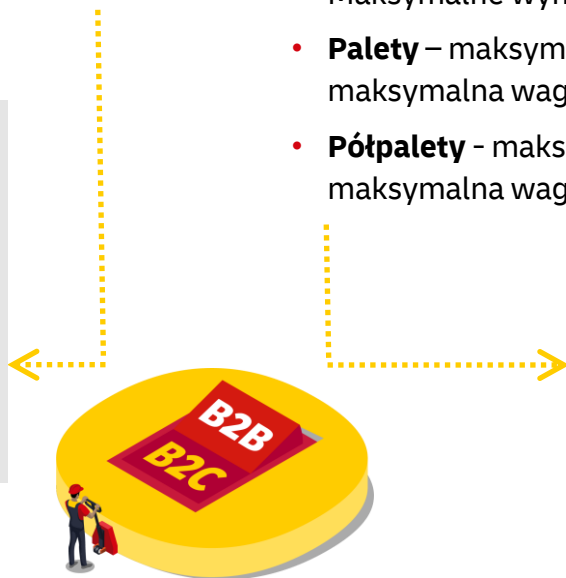 • Palety – maksym
maksymalna wag
• Półpalety - maks
maksymalna wag
B2B
B2C